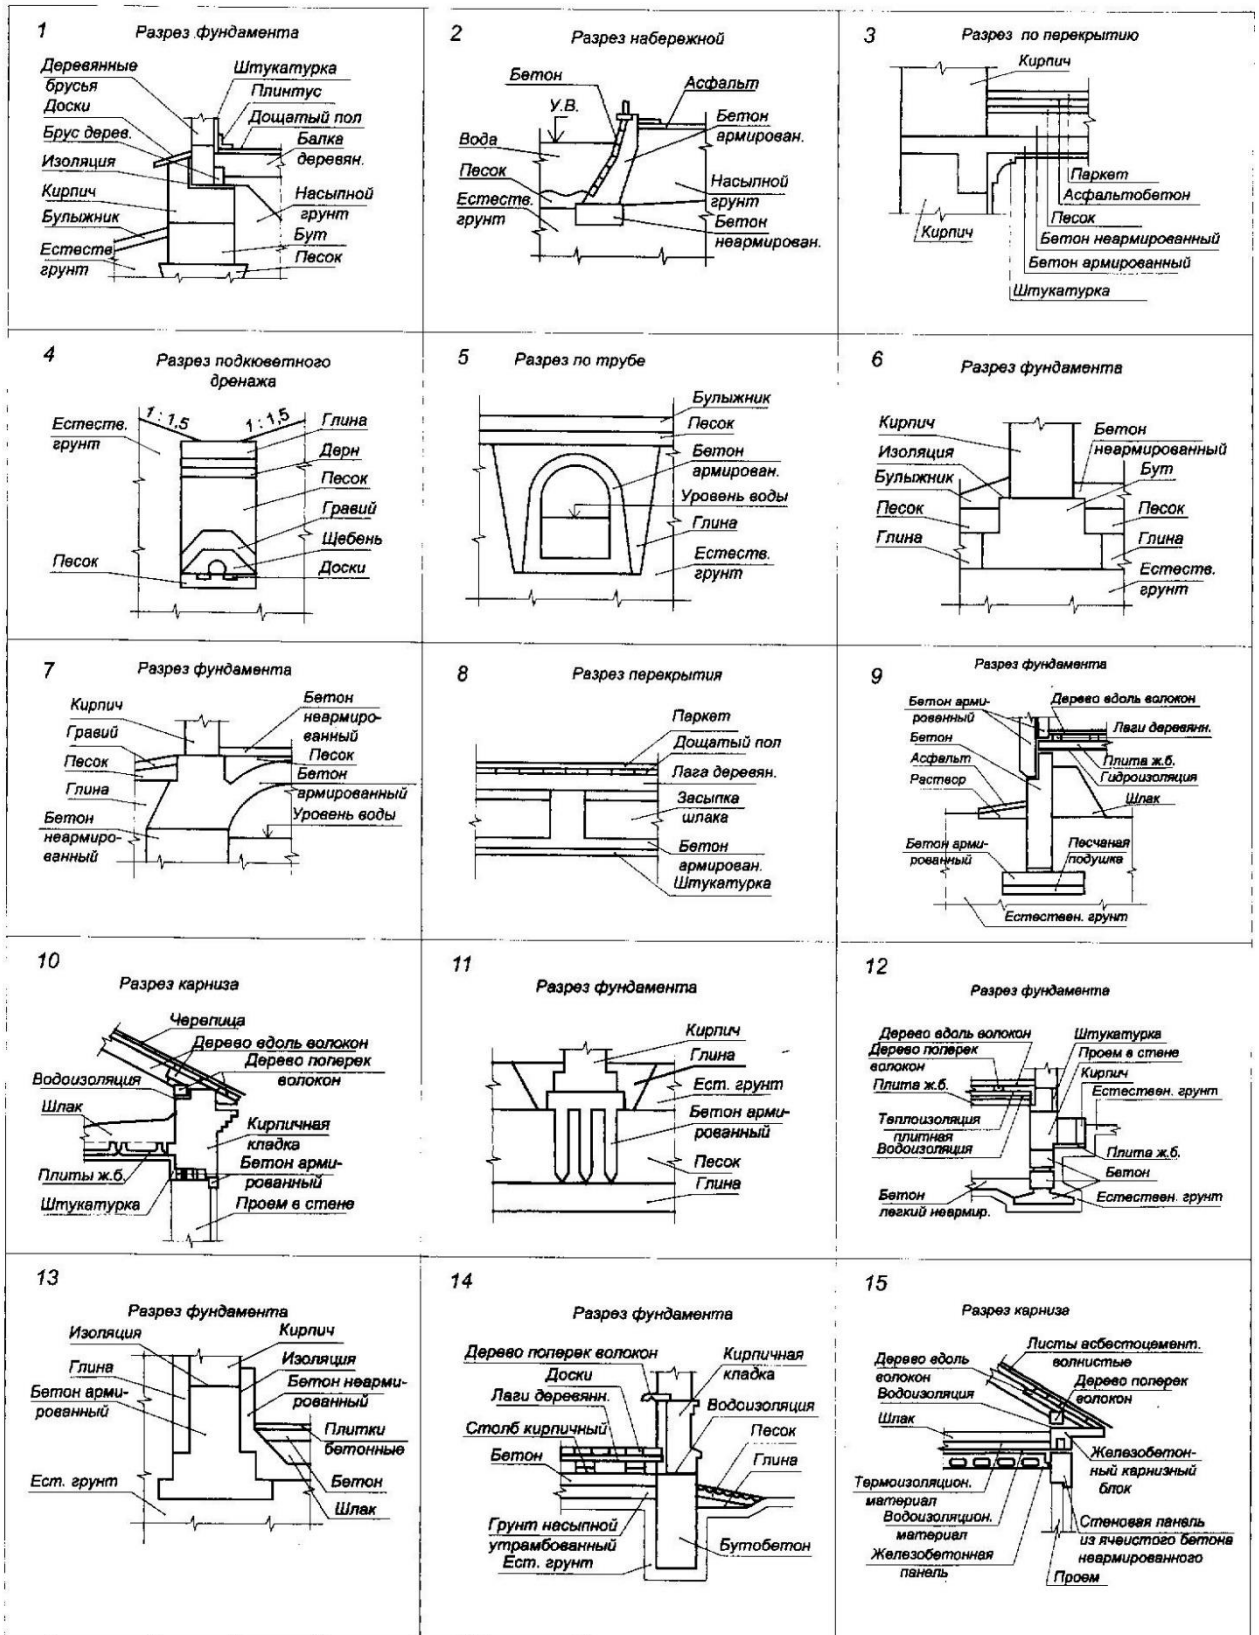 1
Разрез фундамента
Деревянные
брусья
Доски
Брус дерев.
Изоляция
Кирпич
Булыжник
Естеств.
грунт
Штукатурка
Плинтус
Дощатый пол
Балка
деревян.
Насыпной
грунт
Бут
Песок
2
Разрез набережной
Бетон
У.В.
Вода
Песок
Естеств.
грунт
Асфальт
Бетон
армирован.
Насыпной
грунт
Бетон
неармирован.
3
Разрез по перекрытию
Кирпич
Паркет
Асфальтобетон
Песок
Кирпич
Бетон неармированный
Бетон армированный
Штукатурка
4
Разрез подкюветного
дренажа
Естеств.
грунт
1:1,5
1:1,5
Глина
Дерн
Песок
Гравий
Щебень
Доски
Песок
5
Разрез по трубе
Булыжник
Песок
Бетон
армирован.
Уровень воды
Глина
Естеств.
грунт
6
Разрез фундамента
Кирпич
Изоляция
Булыжник
Песок
Глина
Бетон
неармированный
Бут
Песок
Глина
Естеств.
грунт
7
Разрез фундамента
Кирпич
Гравий
Песок
Глина
Бетон
неармиро-
ванный
Бетон
неармиро-
ванный
Песок
Бетон
армированный
Уровень воды
8
Разрез перекрытия
Паркет
Дощатый пол
Лага деревян.
Засыпка
шлака
Бетон
армирован.
Штукатурка
9
Разрез фундамента
Бетон арми-
рованный
Бетон
Асфальт
Раствор
Бетон арми-
рованный
Дерево вдоль волокон
Лаги деревянн.
Плита ж.б.
Гидроизоляция
Шлак
Песчаная
подушка
Естествен. грунт
10
Разрез карниза
Черепица
Дерево вдоль волокон
Дерево поперек
волокон
Водоизоляция
Шлак
Плиты ж.б.
Штукатурка
Кирпичная
кладка
Бетон арми-
рованный
Проем в стене
11
Разрез фундамента
Кирпич
Глина
Ест. грунт
Бетон арми-
рованный
Песок
Глина
12
Разрез фундамента
Дерево вдоль волокон
Дерево поперек
волокон
Плита ж.б.
Теплоизоляция
плитная
Водоизоляция
Бетон
легкий неармир.
Штукатурка
Проем в стене
Кирпич
Естествен. грунт
Плита ж.б.
Бетон
Естествен. грунт
13
Разрез фундамента
Изоляция
Глина
Бетон арми-
рованный
Ест. грунт
Кирпич
Изоляция
Бетон неарми-
рованный
Плитки
бетонные
Бетон
Шлак
14
Разрез фундамента
Дерево поперек волокон
Доски
Лаги деревянн.
Столб кирпичный
Бетон
Грунт насыпной
утрамбованный
Ест. грунт
Кирпичная
кладка
Водоизоляция
Песок
Глина
Бутобетон
15
Разрез карниза
Листы асбестоцемент.
волнистые
Дерево вдоль
волокон
Дерево поперек
волокон
Водоизоляция
Шлак
Железобетон-
ный карнизный
блок
Термоизоляцион.
материал
Водоизоляцион.
материал
Железобетонная
панель
Стеновая панель
из ячеистого бетона
неармированного
Проем